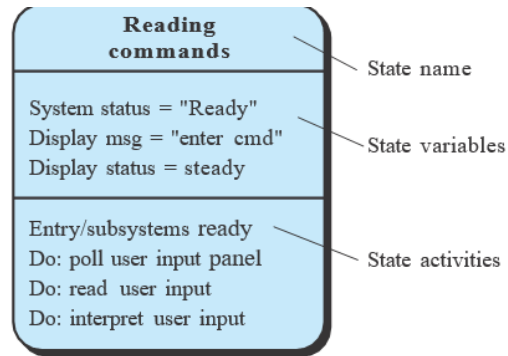 Reading
commands
State name
System status = "Ready"
Display msg = "enter cmd"
Display status = steady
State variables
Entry/subsystems ready
Do: poll user input panel
Do: read user input
Do: interpret user input
State activities